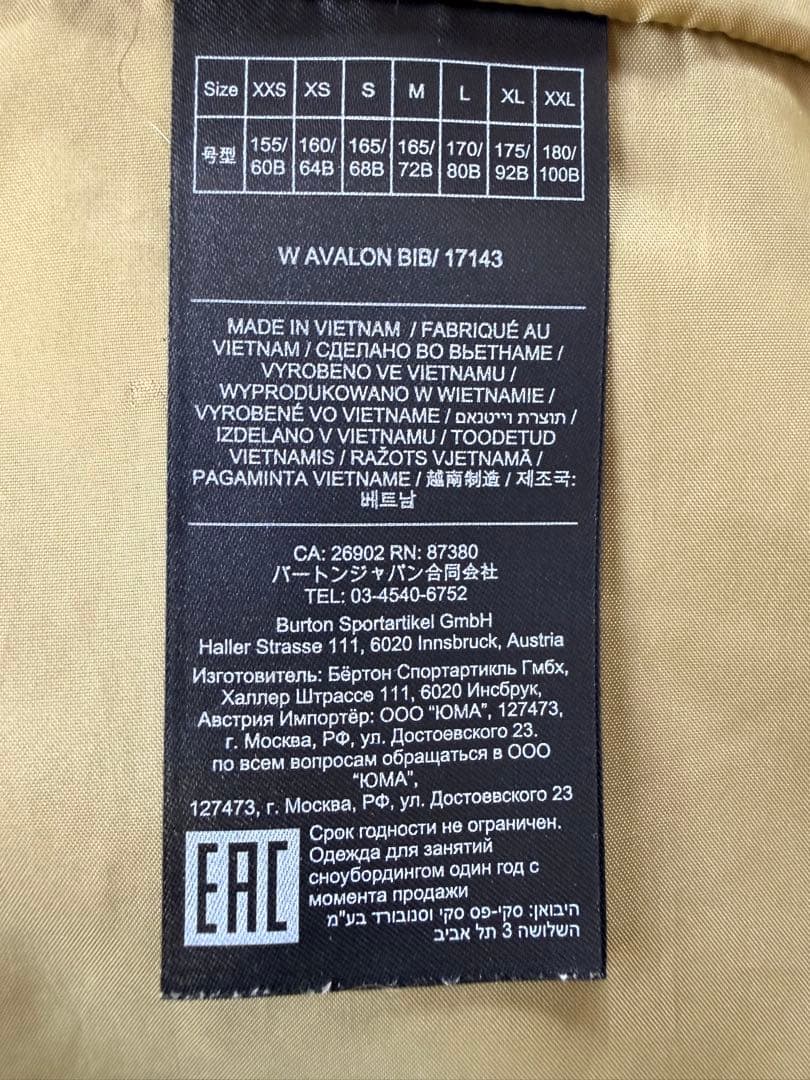 Size XXS XS S M L XL XXL
号型 155/60B 160/64B 165/68B 165/72B 170/80B 175/92B 180/100B
W AVALON BIB/ 17143
MADE IN VIETNAM / FABRIQUÉ AU
VIETNAM / СДЕЛАНО ВО ВЬЕТНАМЕ /
VYROBENO VE VIETNAMU /
WYPRODUKOWANO W WIETNAMIE /
VYROBENÉ VO VIETNAME / תוצרת וייטנאם /
IZDELANO V VIETNAMU / TOODETUD
VIETNAMIS / RAŽOTS VJETNAMĀ /
PAGAMINTA VIETNAME / 越南制造 / 제조국:
베트남
CA: 26902 RN: 87380
バートンジャパン合同会社
TEL: 03-4540-6752
Burton Sportartikel GmbH
Haller Strasse 111, 6020 Innsbruck, Austria
Изготовитель: Бёртон Спортартикль Гмбх,
Халлер Штрассе 111, 6020 Инсбрук,
Австрия Импортёр: ООО “ЮМА”, 127473,
г. Москва, РФ, ул. Достоевского 23.
по всем вопросам обращаться в ООО
“ЮМА”,
127473, г. Москва, РФ, ул. Достоевского 23
EAC
Срок годности не ограничен.
Одежда для занятий
сноубордингом один год с
момента продажи
היבואן: סקי-פס סקי וסנובורד בע"מ
השלושה 3 תל אביב